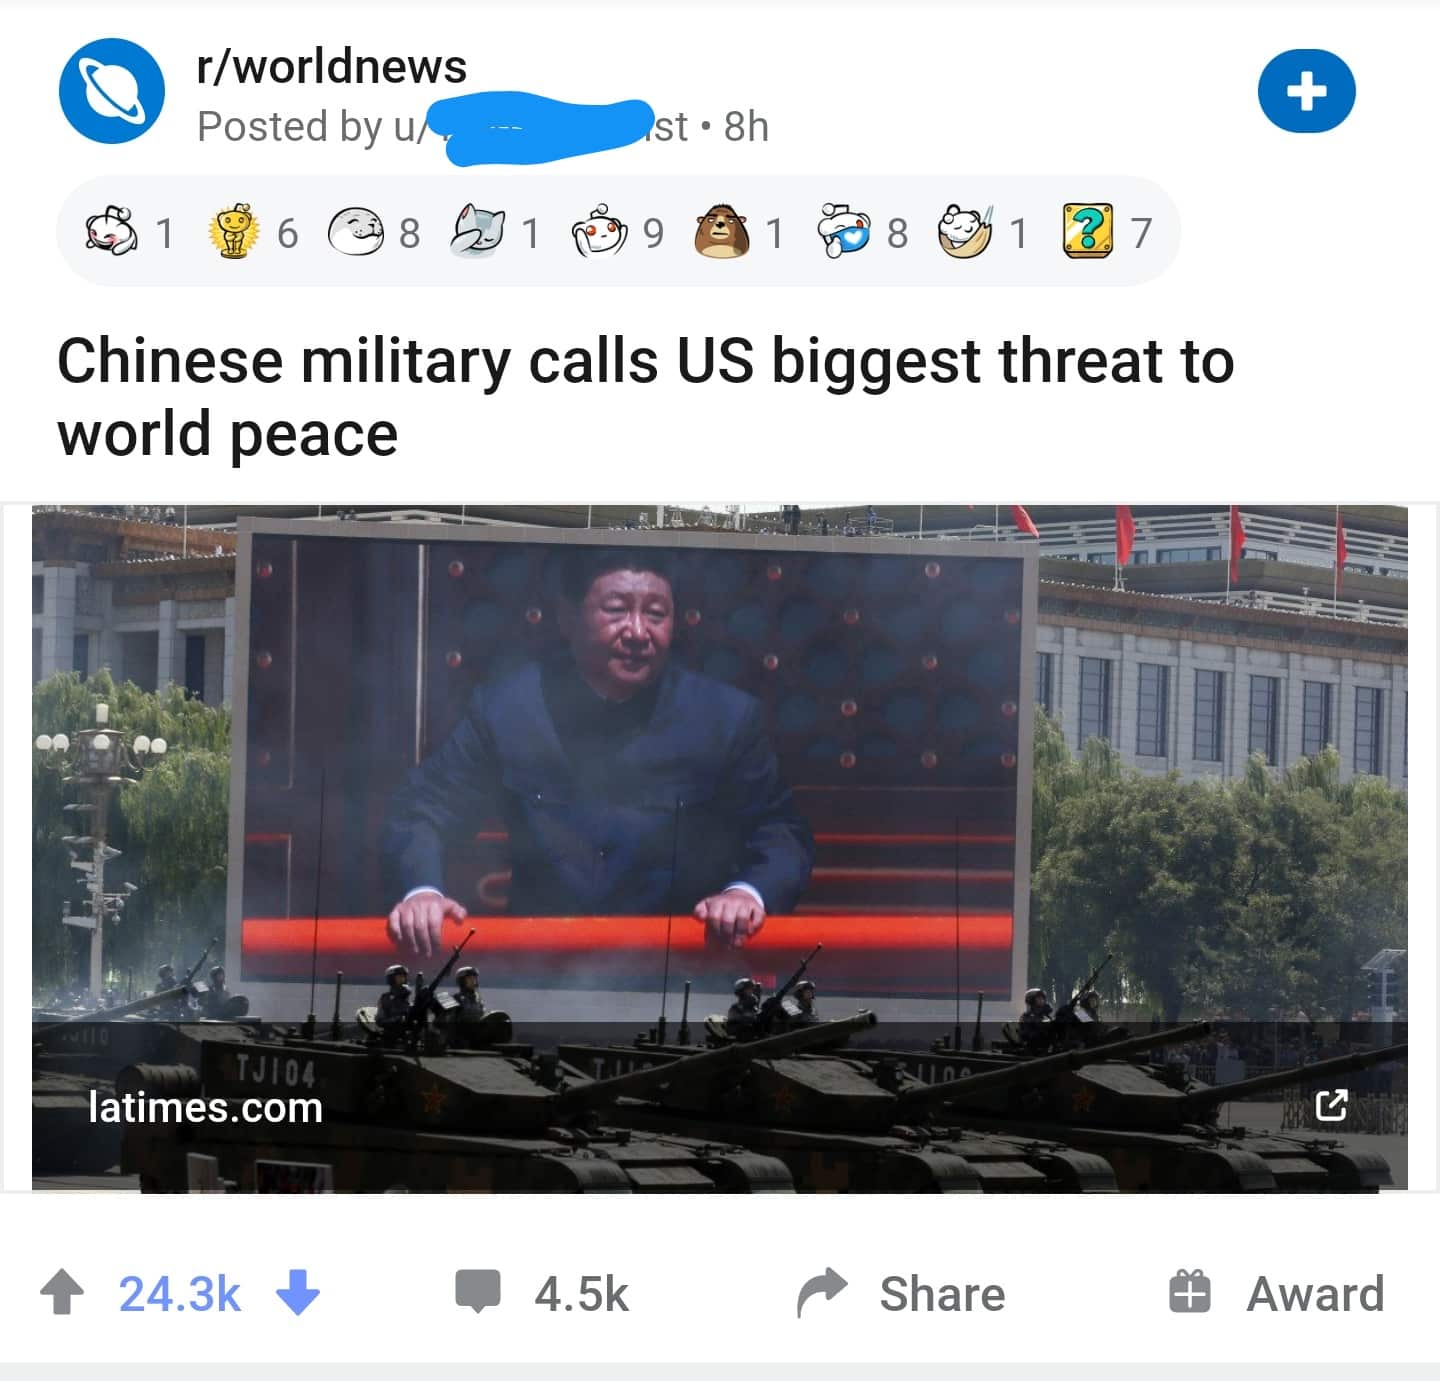 r/worldnews
Posted by u/ st • 8h
1 6 8 1 9 1 8 1 7
Chinese military calls US biggest threat to
world peace
TJ104
latimes.com
24.3k 4.5k Share Award